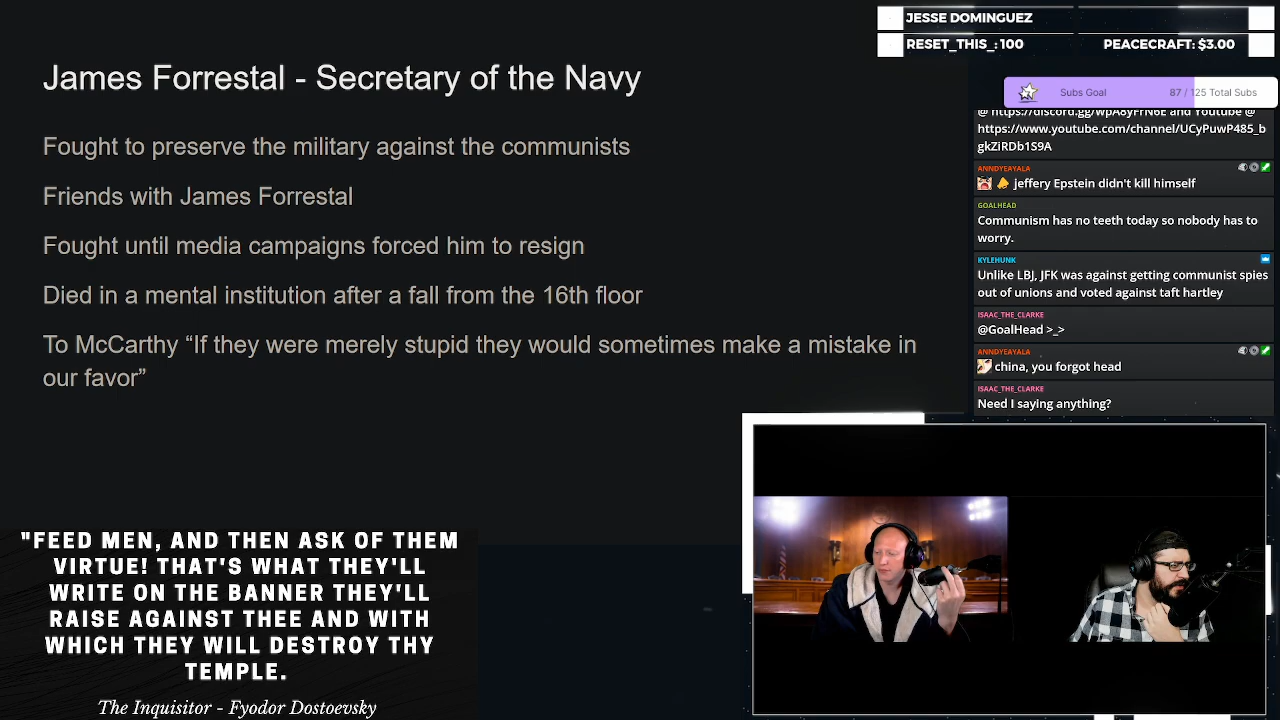 James Forrestal - Secretary of the Navy
Fought to preserve the military against the communists
Friends with James Forrestal
Fought until media campaigns forced him to resign
Died in a mental institution after a fall from the 16th floor
To McCarthy “If they were merely stupid they would sometimes make a mistake in
our favor”
JESSE DOMINGUEZ
RESET_THIS_: 100 PEACECRAFT: $3.00
Subs Goal 87 / 125 Total Subs
@ https://discord.gg/wpA8yFrN6E and Youtube @
https://www.youtube.com/channel/UCyPuwP485_b
gkZiRDb1S9A
ANNDYEAYALA
jeffery Epstein didn't kill himself
GOALHEAD
Communism has no teeth today so nobody has to
worry.
KYLEHUNK
Unlike LBJ, JFK was against getting communist spies
out of unions and voted against taft hartley
ISAAC_THE_CLARKE
@GoalHead >_>
ANNDYEAYALA
china, you forgot head
ISAAC_THE_CLARKE
Need I saying anything?
"FEED MEN, AND THEN ASK OF THEM
VIRTUE! THAT'S WHAT THEY'LL
WRITE ON THE BANNER THEY'LL
RAISE AGAINST THEE AND WITH
WHICH THEY WILL DESTROY THY
TEMPLE.
The Inquisitor - Fyodor Dostoevsky